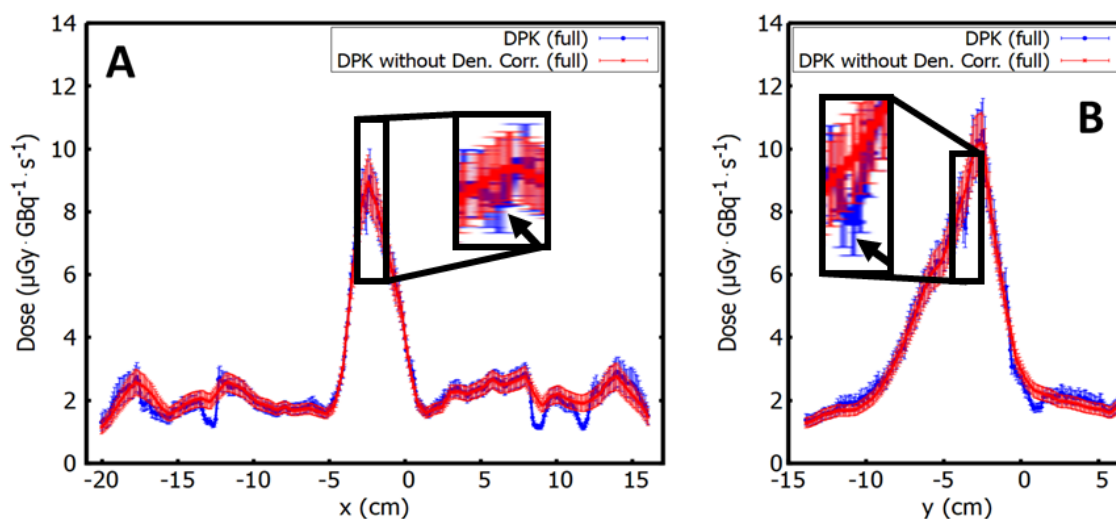 A
DPK (full)
DPK without Den. Corr. (full)
Dose (μGy·GBq⁻¹·s⁻¹)
14
12
10
8
6
4
2
0
-20 -15 -10 -5 0 5 10 15
x (cm)
B
DPK (full)
DPK without Den. Corr. (full)
Dose (μGy·GBq⁻¹·s⁻¹)
14
12
10
8
6
4
2
0
-15 -10 -5 0 5
y (cm)